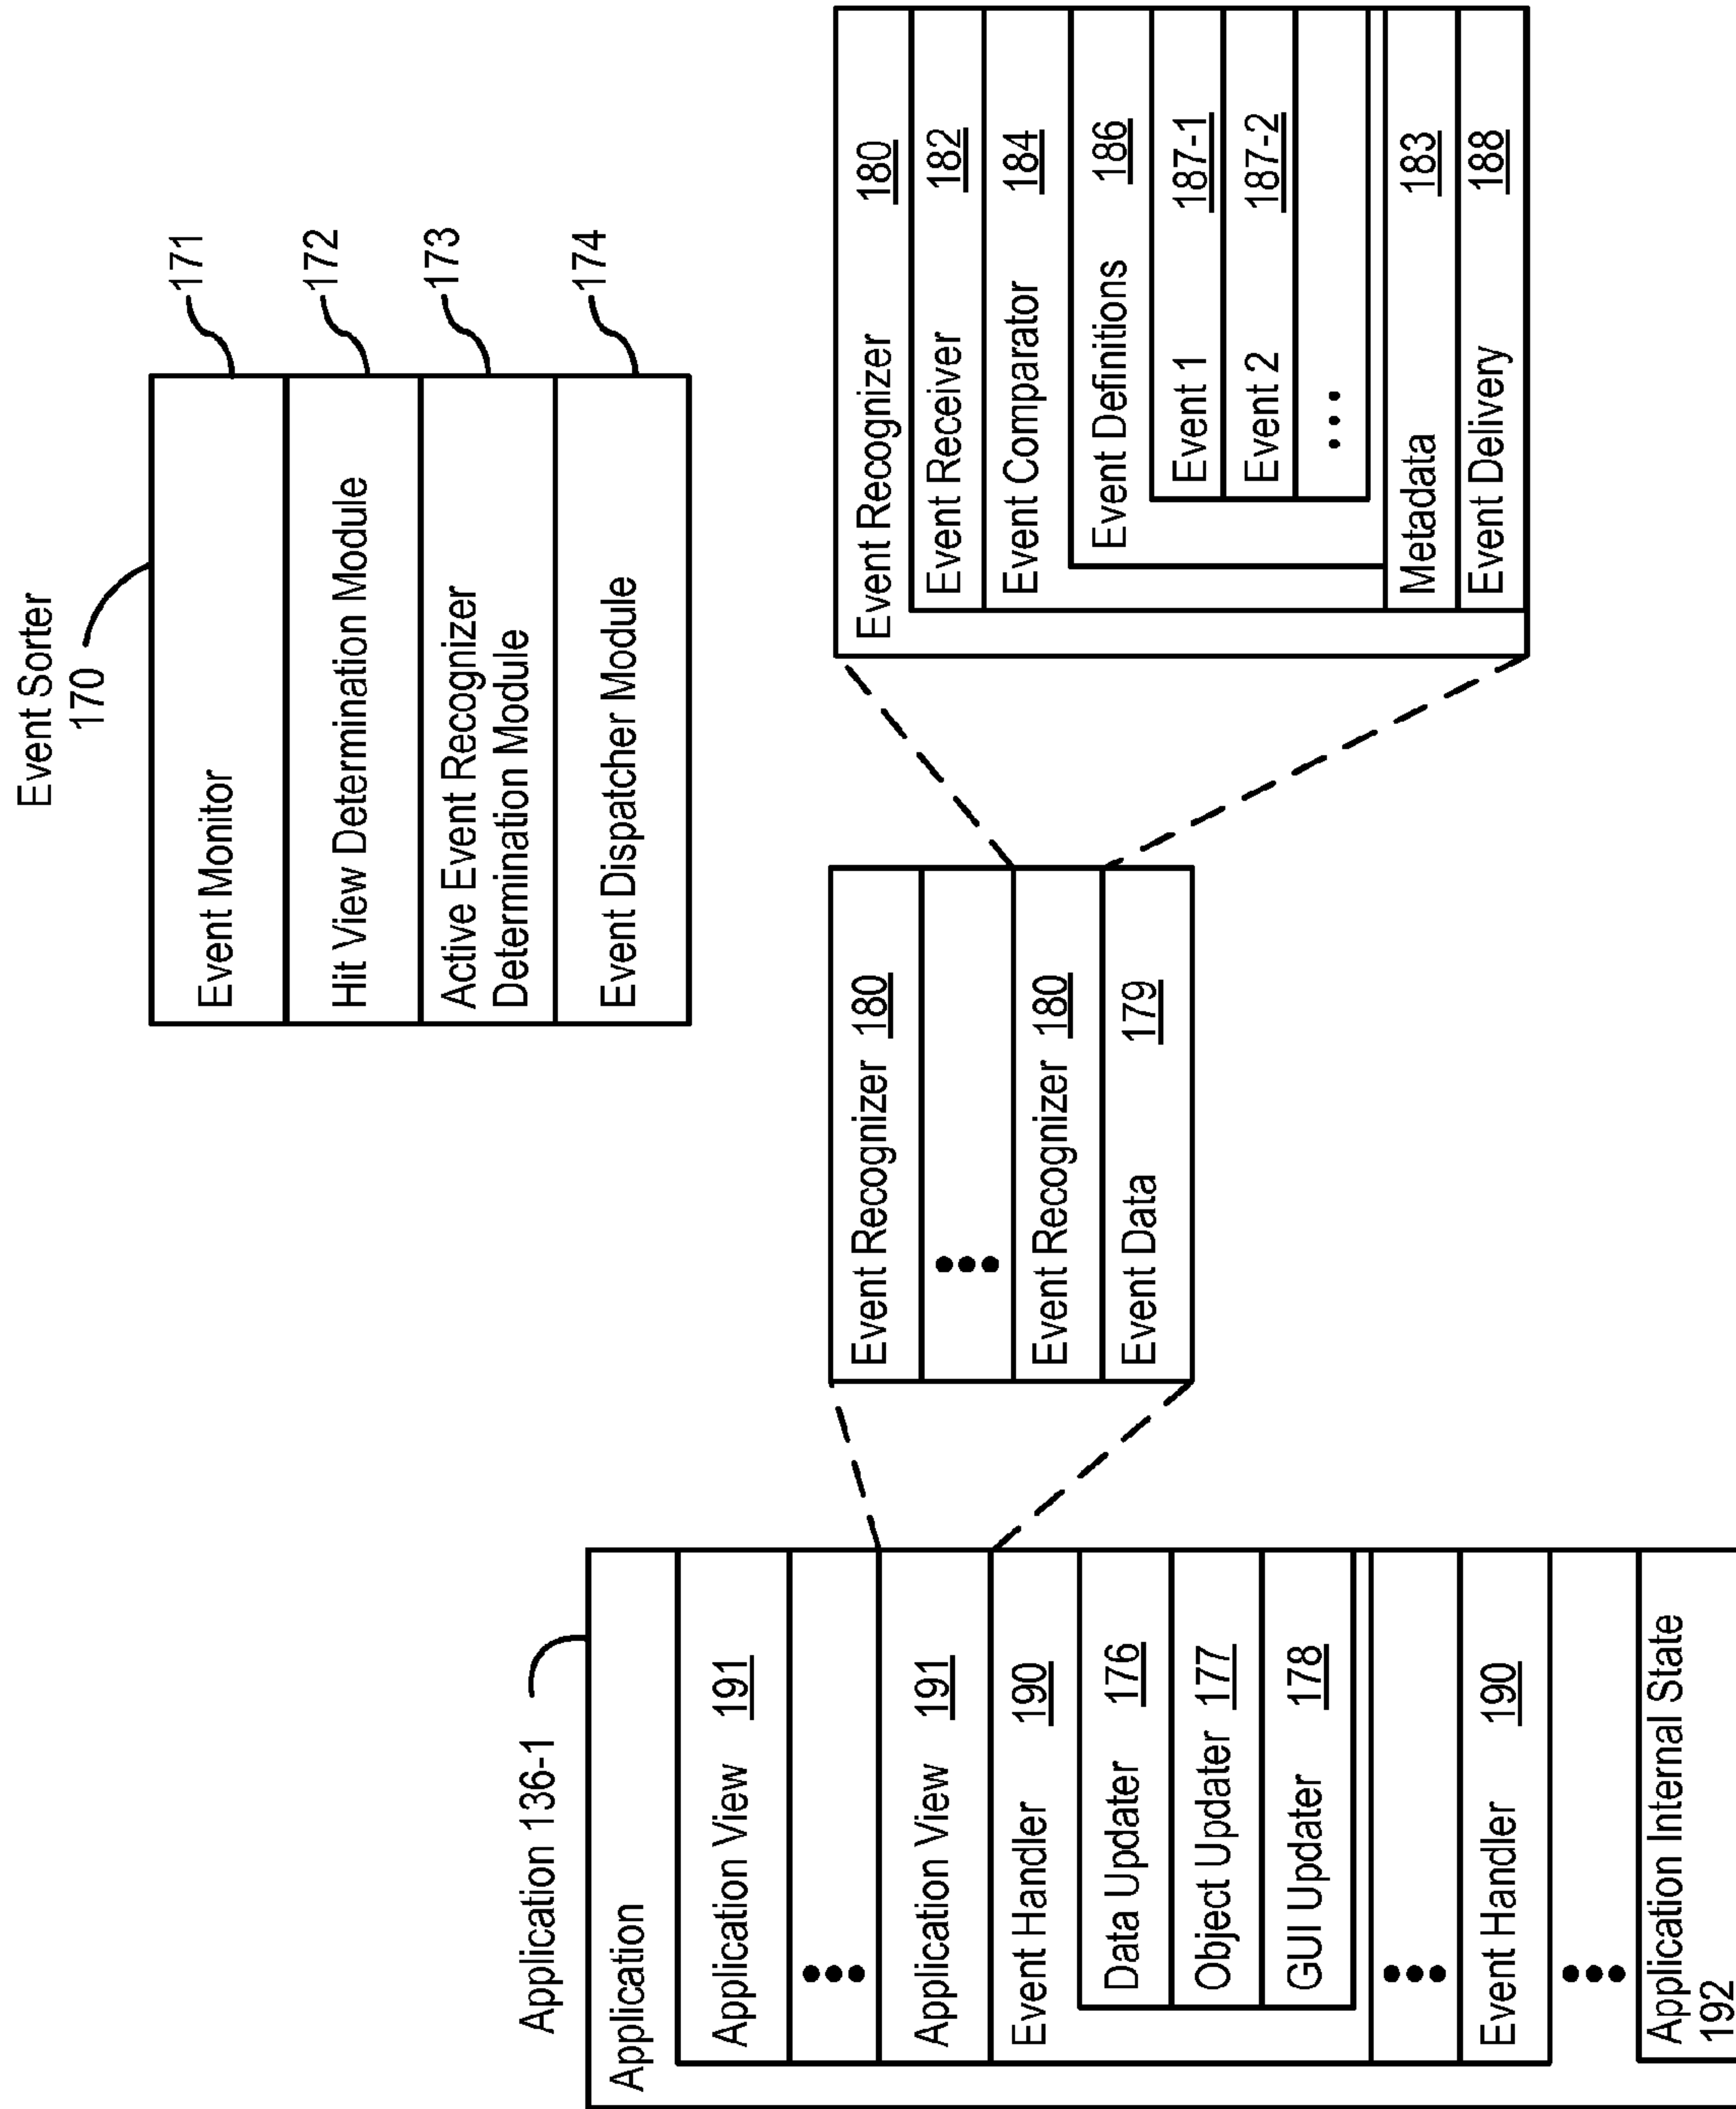 Event Sorter
170
Event Monitor
171
Hit View Determination Module
172
Active Event Recognizer
Determination Module
173
Event Dispatcher Module
174
Application 136-1
Application
Application View 191
•••
Application View 191
Event Handler 190
Data Updater 176
Object Updater 177
GUI Updater 178
•••
Event Handler 190
•••
Application Internal State
192
Event Recognizer 180
•••
Event Recognizer 180
Event Data 179
Event Recognizer 180
Event Receiver 182
Event Comparator 184
Event Definitions 186
Event 1 187-1
Event 2 187-2
•••
Metadata 183
Event Delivery 188